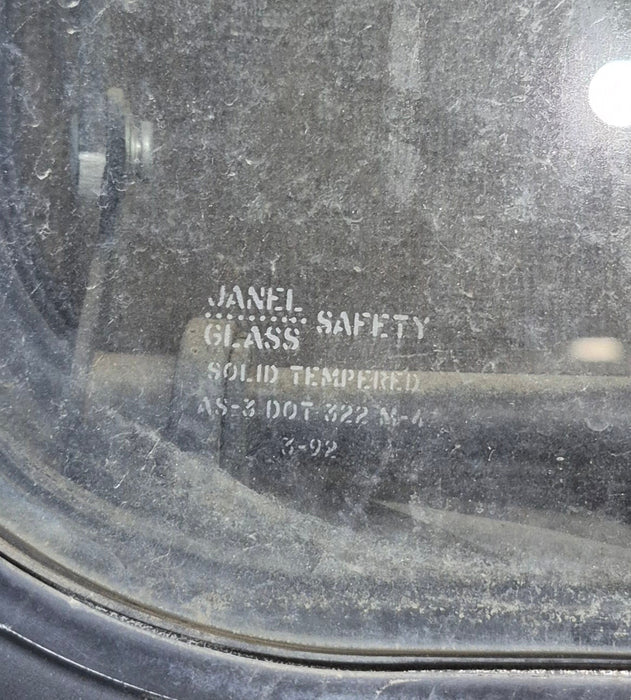 JANEL
GLASS SAFETY
SOLID TEMPERED
AS-3 DOT 322 M-4
3-92